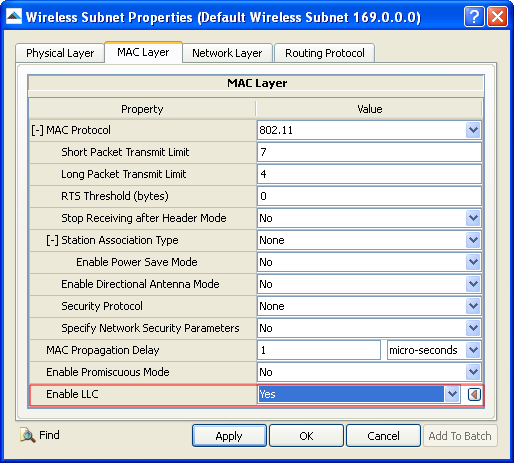 Wireless Subnet Properties (Default Wireless Subnet 169.0.0.0)
Physical Layer MAC Layer Network Layer Routing Protocol
MAC Layer
Property Value
[-] MAC Protocol 802.11
Short Packet Transmit Limit 7
Long Packet Transmit Limit 4
RTS Threshold (bytes) 0
Stop Receiving after Header Mode No
[-] Station Association Type None
Enable Power Save Mode No
Enable Directional Antenna Mode No
Security Protocol None
Specify Network Security Parameters No
MAC Propagation Delay 1 micro-seconds
Enable Promiscuous Mode No
Enable LLC Yes
Find Apply OK Cancel Add To Batch